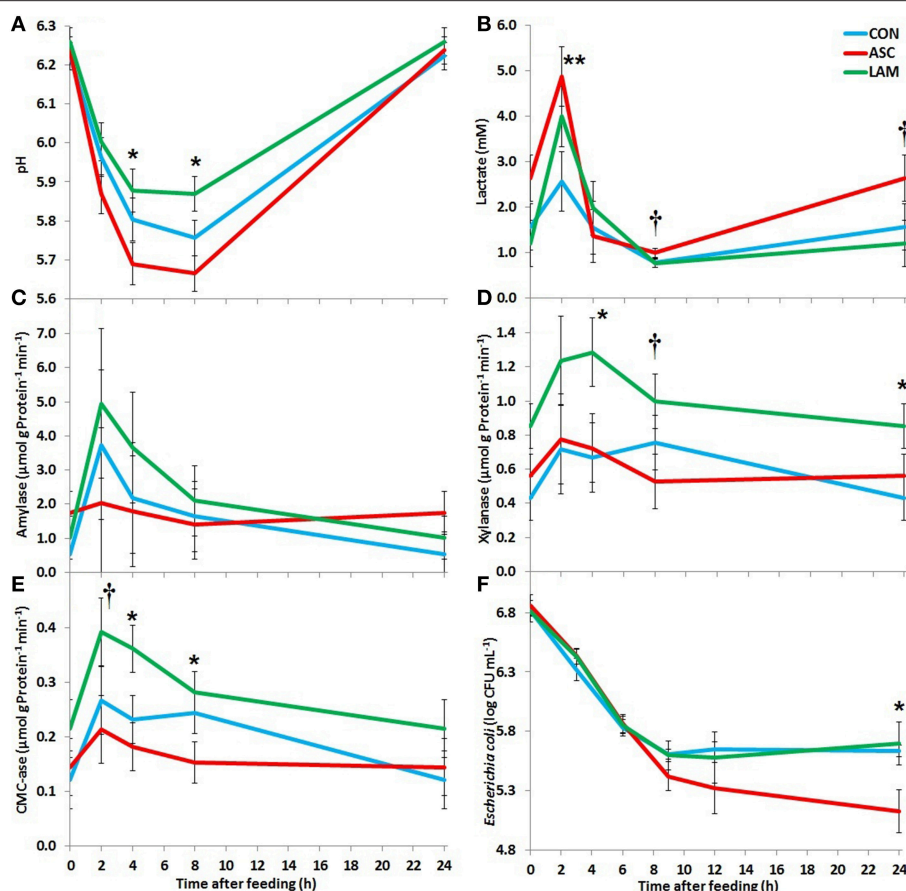 A
6.3
6.2
6.1
6.0
5.9
5.8
5.7
5.6
pH
* *
B
6.0
5.0
4.0
3.0
2.0
1.0
0.0
Lactate (mM)
CON
ASC
LAM
**
†
†
C
7.0
6.0
5.0
4.0
3.0
2.0
1.0
0.0
Amylase (µmol g Protein⁻¹ min⁻¹)
D
1.4
1.2
1.0
0.8
0.6
0.4
0.2
0.0
Xylanase (µmol g Protein⁻¹ min⁻¹)
*
†
*
E
0.4
0.3
0.2
0.1
0.0
CMC-ase (µmol g Protein⁻¹ min⁻¹)
†
*
*
0 2 4 6 8 10 12 14 16 18 20 22 24
Time after feeding (h)
F
6.8
6.3
5.8
5.3
4.8
Escherichia coli (log CFU mL⁻¹)
*
0 2 4 6 8 10 12 14 16 18 20 22 24
Time after feeding (h)